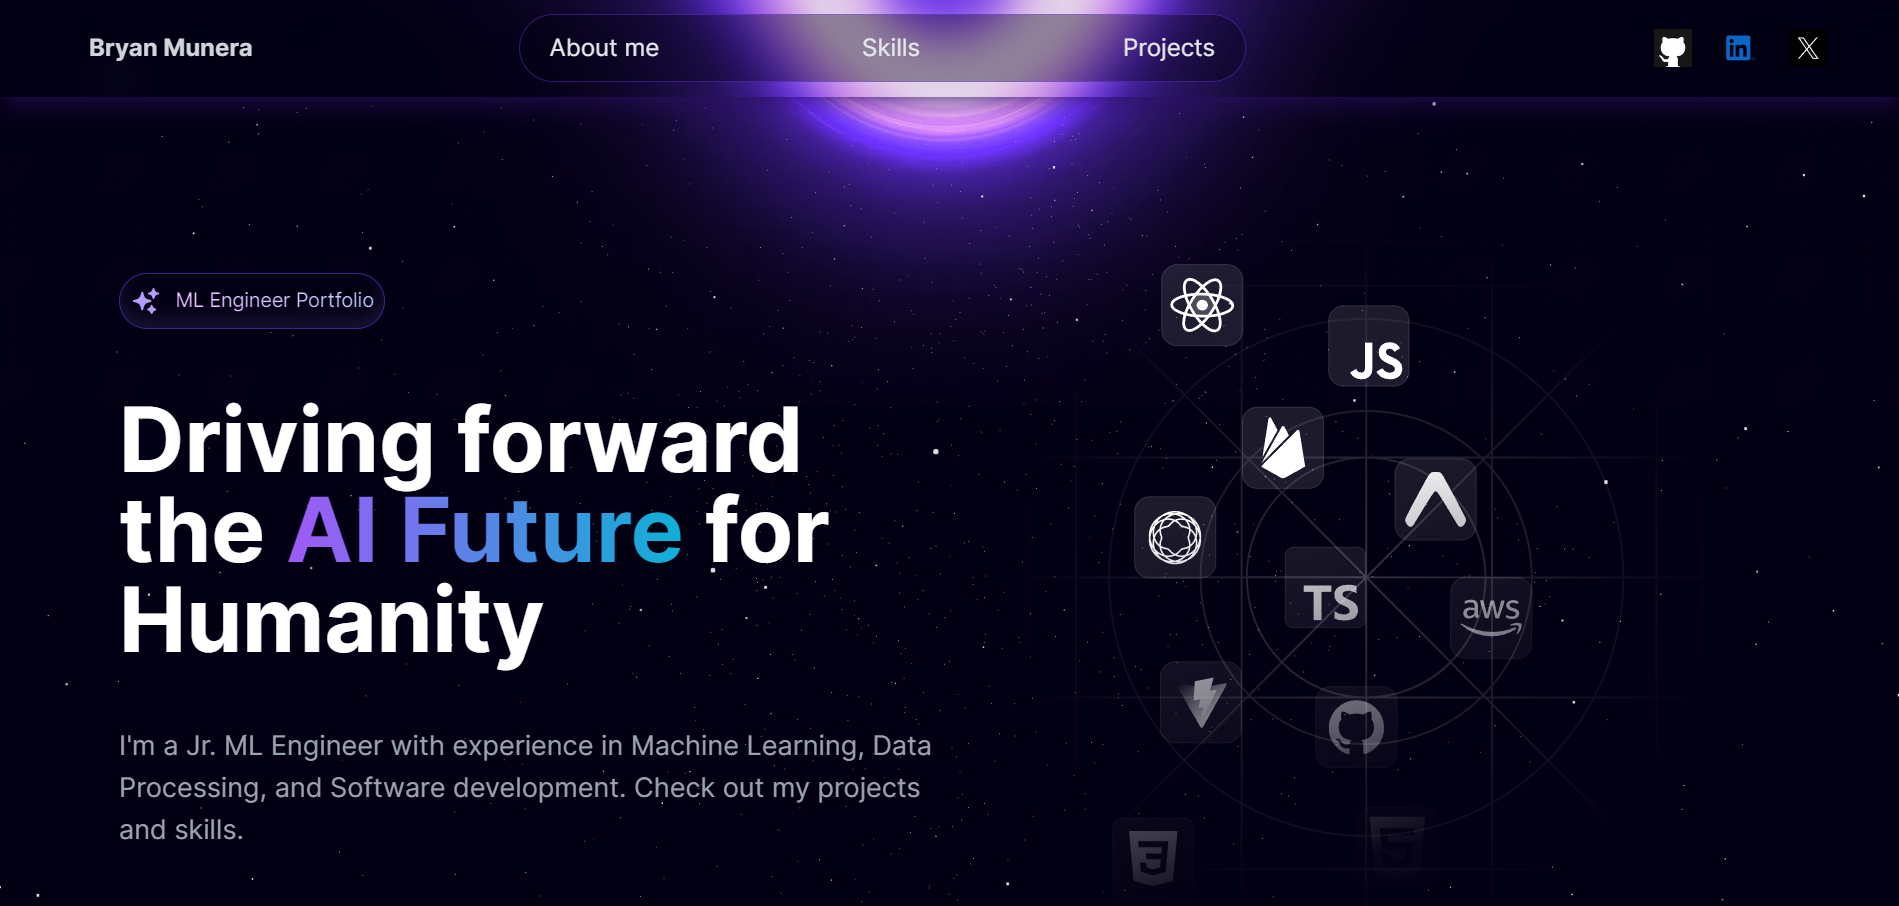 Bryan Munera
About me
Skills
Projects
in
X
ML Engineer Portfolio
Driving forward
the AI Future for
Humanity
I'm a Jr. ML Engineer with experience in Machine Learning, Data
Processing, and Software development. Check out my projects
and skills.
JS
TS
aws
3
5